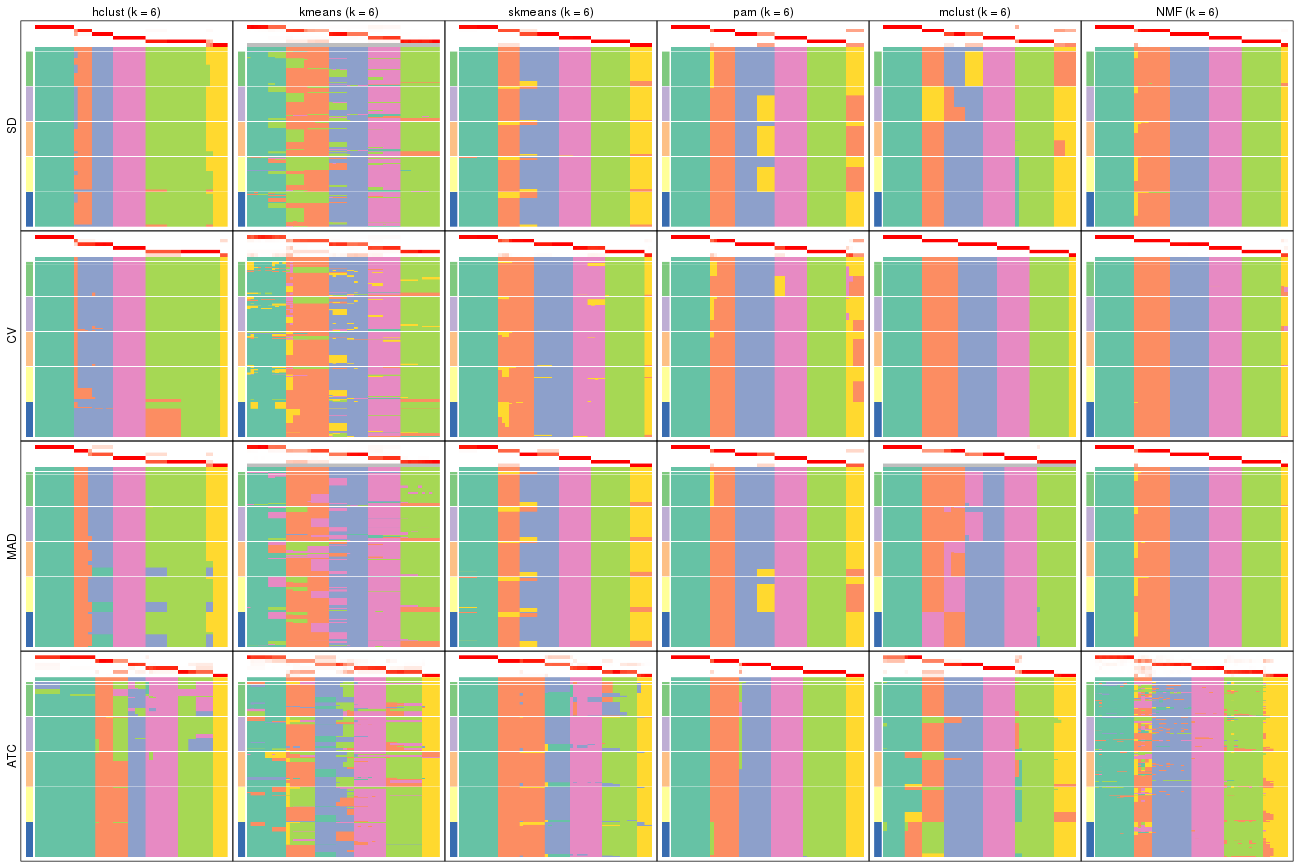 hclust (k = 6) kmeans (k = 6) skmeans (k = 6) pam (k = 6) mclust (k = 6) NMF (k = 6)
SD
CV
MAD
ATC